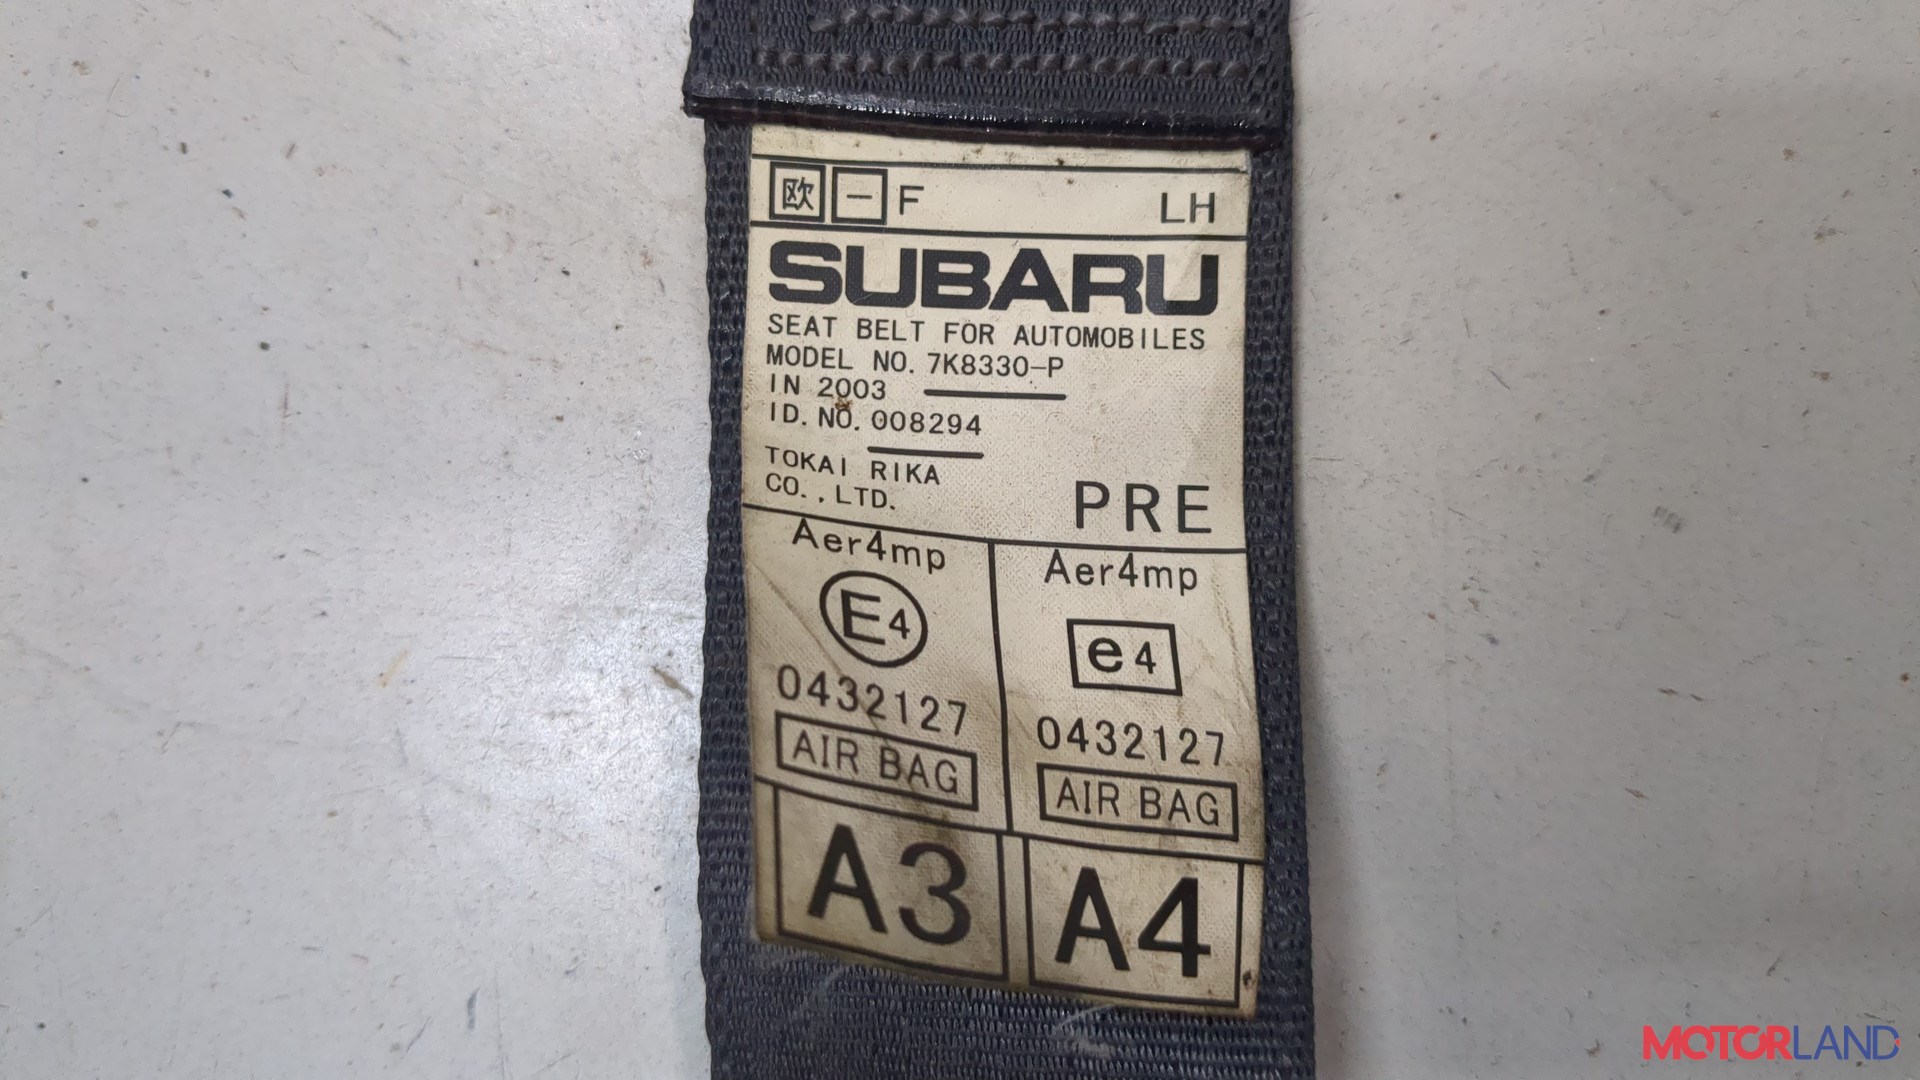 欧 一 F LH
SUBARU
SEAT BELT FOR AUTOMOBILES
MODEL NO. 7K8330-P
IN 2003
ID. NO. 008294
TOKAI RIKA
CO., LTD.
PRE
Aer4mp
E4
0432127
AIR BAG
A3
Aer4mp
e4
0432127
AIR BAG
A4
MOTORLAND